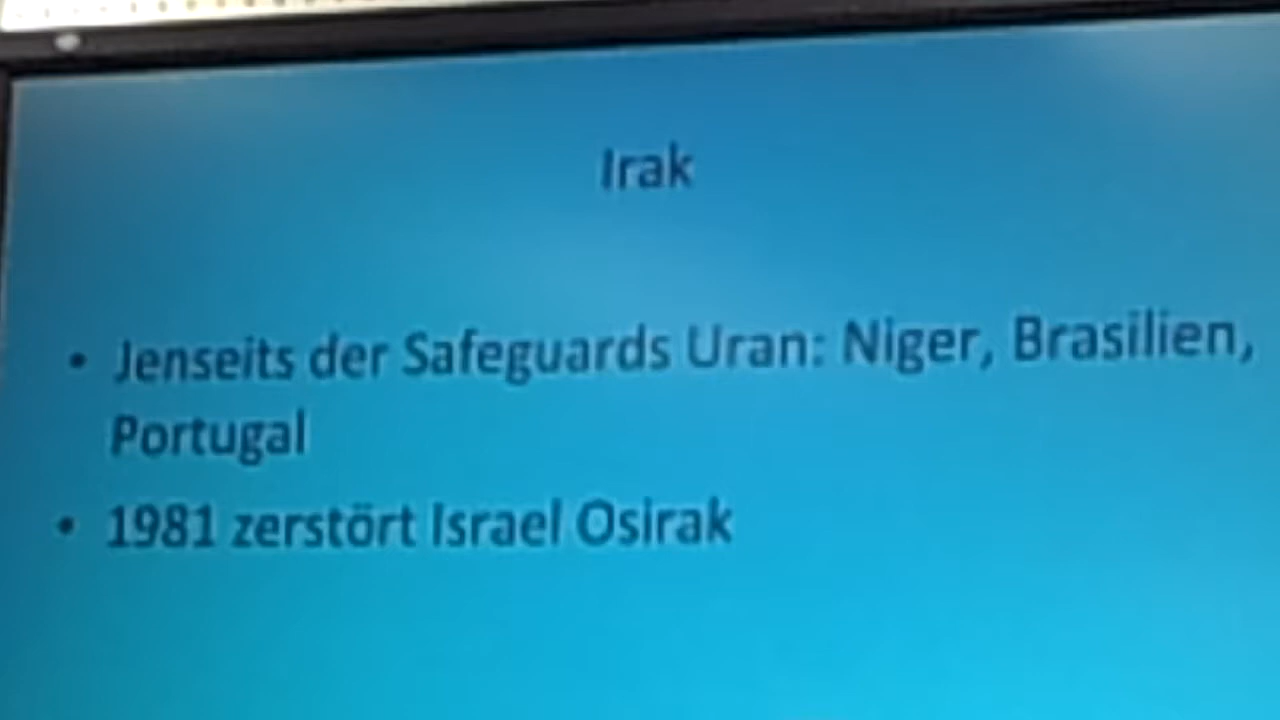 Irak
• Jenseits der Safeguards Uran: Niger, Brasilien,
Portugal
• 1981 zerstört Israel Osirak